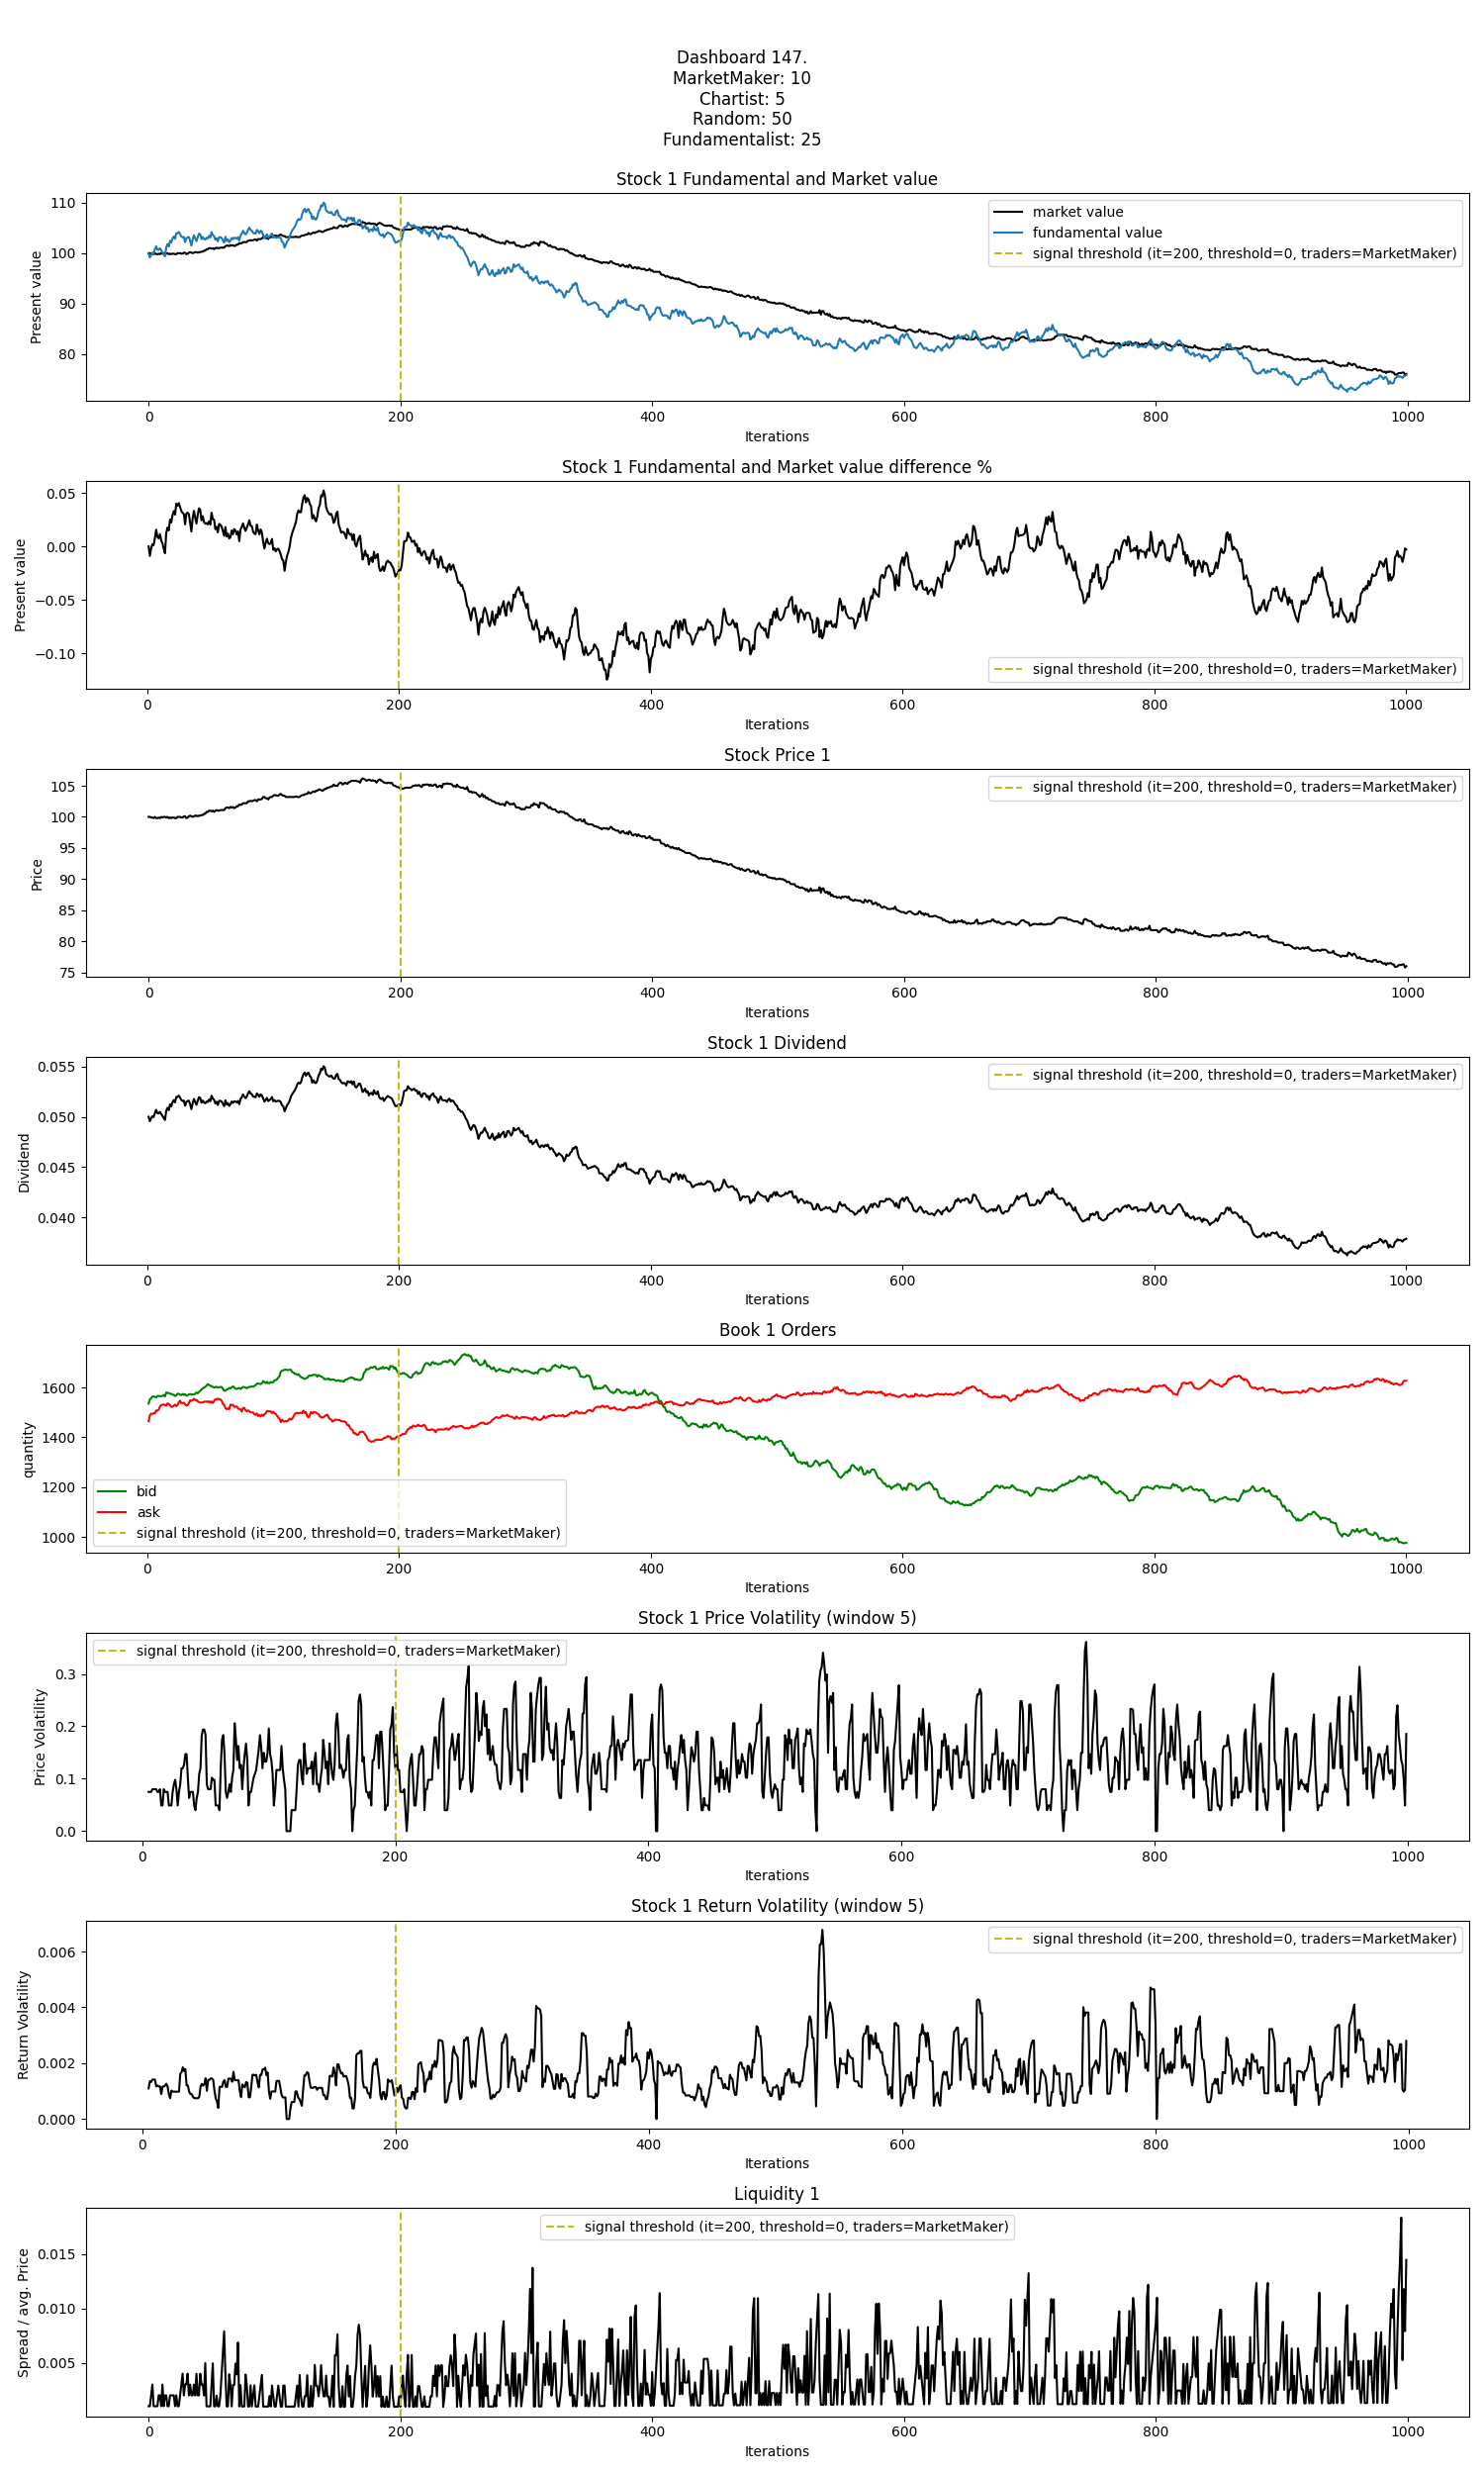 Dashboard 147.
MarketMaker: 10
Chartist: 5
Random: 50
Fundamentalist: 25
Stock 1 Fundamental and Market value
Present value
110
100
90
80
market value
fundamental value
signal threshold (it=200, threshold=0, traders=MarketMaker)
0 200 400 600 800 1000
Iterations
Stock 1 Fundamental and Market value difference %
Present value
0.05
0.00
−0.05
−0.10
signal threshold (it=200, threshold=0, traders=MarketMaker)
0 200 400 600 800 1000
Iterations
Stock Price 1
Price
105
100
95
90
85
80
75
signal threshold (it=200, threshold=0, traders=MarketMaker)
0 200 400 600 800 1000
Iterations
Stock 1 Dividend
Dividend
0.055
0.050
0.045
0.040
signal threshold (it=200, threshold=0, traders=MarketMaker)
0 200 400 600 800 1000
Iterations
Book 1 Orders
quantity
1600
1400
1200
1000
bid
ask
signal threshold (it=200, threshold=0, traders=MarketMaker)
0 200 400 600 800 1000
Iterations
Stock 1 Price Volatility (window 5)
Price Volatility
0.3
0.2
0.1
0.0
signal threshold (it=200, threshold=0, traders=MarketMaker)
0 200 400 600 800 1000
Iterations
Stock 1 Return Volatility (window 5)
Return Volatility
0.006
0.004
0.002
0.000
signal threshold (it=200, threshold=0, traders=MarketMaker)
0 200 400 600 800 1000
Iterations
Liquidity 1
Spread / avg. Price
0.015
0.010
0.005
signal threshold (it=200, threshold=0, traders=MarketMaker)
0 200 400 600 800 1000
Iterations